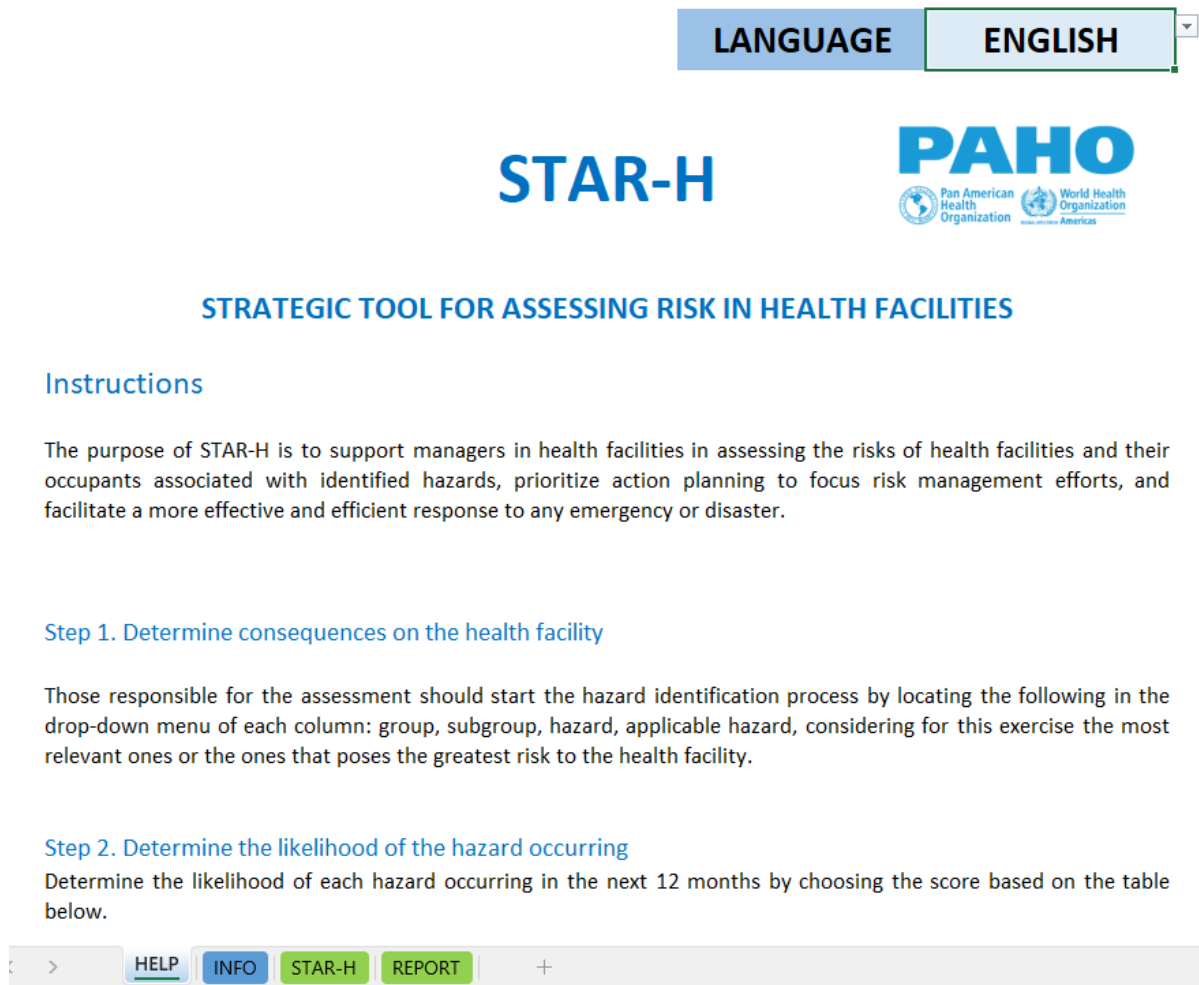 LANGUAGE ENGLISH
STAR-H
PAHO
Pan American
Health
Organization
World Health
Organization
Americas
STRATEGIC TOOL FOR ASSESSING RISK IN HEALTH FACILITIES
Instructions
The purpose of STAR-H is to support managers in health facilities in assessing the risks of health facilities and their
occupants associated with identified hazards, prioritize action planning to focus risk management efforts, and
facilitate a more effective and efficient response to any emergency or disaster.
Step 1. Determine consequences on the health facility
Those responsible for the assessment should start the hazard identification process by locating the following in the
drop-down menu of each column: group, subgroup, hazard, applicable hazard, considering for this exercise the most
relevant ones or the ones that poses the greatest risk to the health facility.
Step 2. Determine the likelihood of the hazard occurring
Determine the likelihood of each hazard occurring in the next 12 months by choosing the score based on the table
below.
HELP INFO STAR-H REPORT